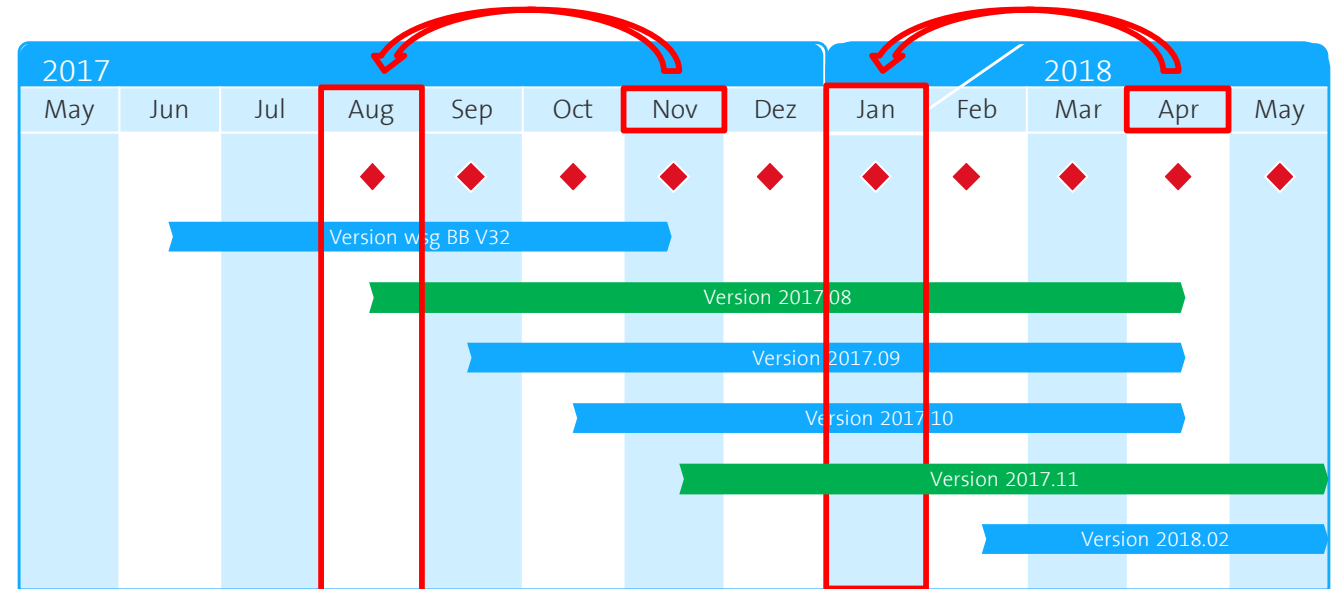 2017
2018
May Jun Jul Aug Sep Oct Nov Dez Jan Feb Mar Apr May
Version wsg BB V32
Version 2017.08
Version 2017.09
Version 2017.10
Version 2017.11
Version 2018.02